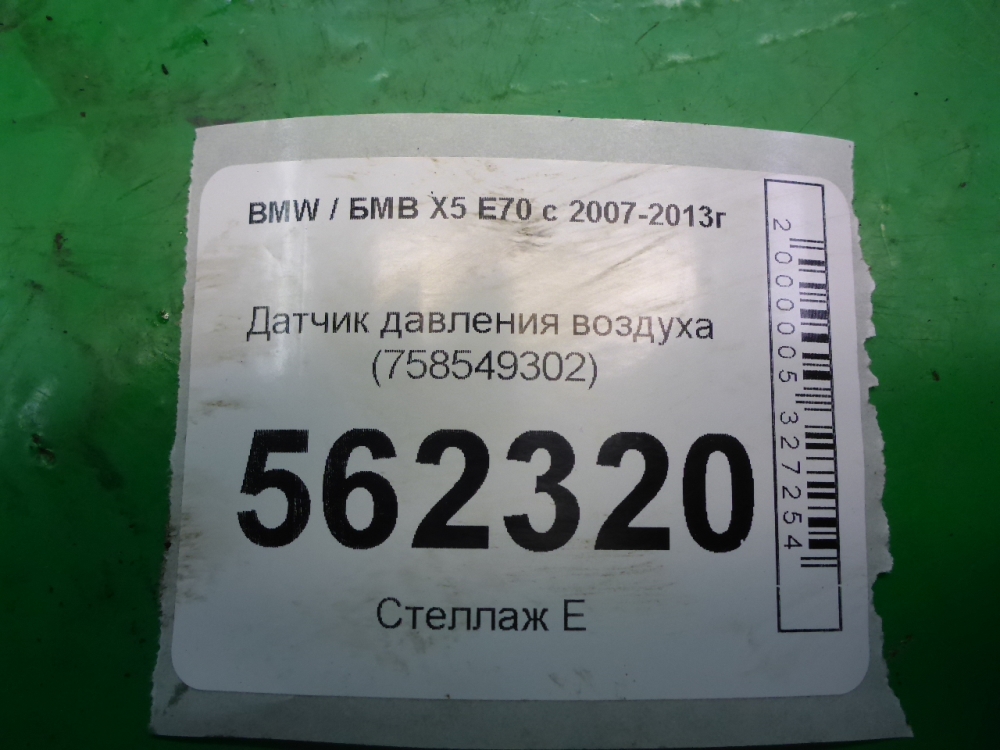 BMW / БМВ X5 E70 с 2007-2013г
Датчик давления воздуха
(758549302)
562320
Стеллаж Е
2000005327254